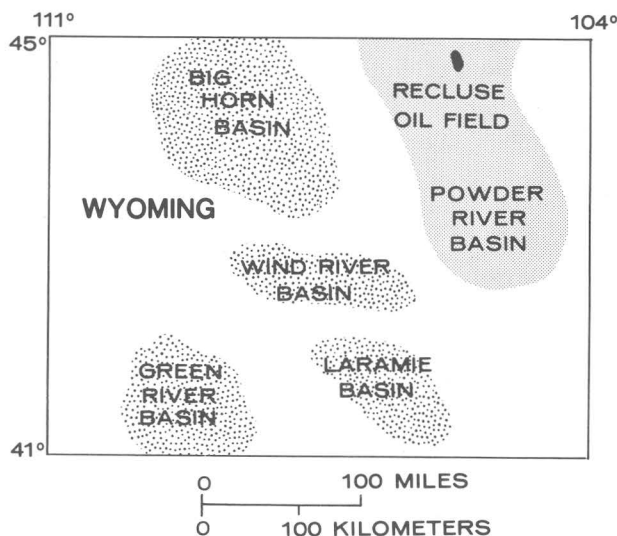 111°
104°
45°
BIG
HORN
BASIN
RECLUSE
OIL FIELD
WYOMING
POWDER
RIVER
BASIN
WIND RIVER
BASIN
GREEN
RIVER
BASIN
LARAMIE
BASIN
41°
0 100 MILES
0 100 KILOMETERS